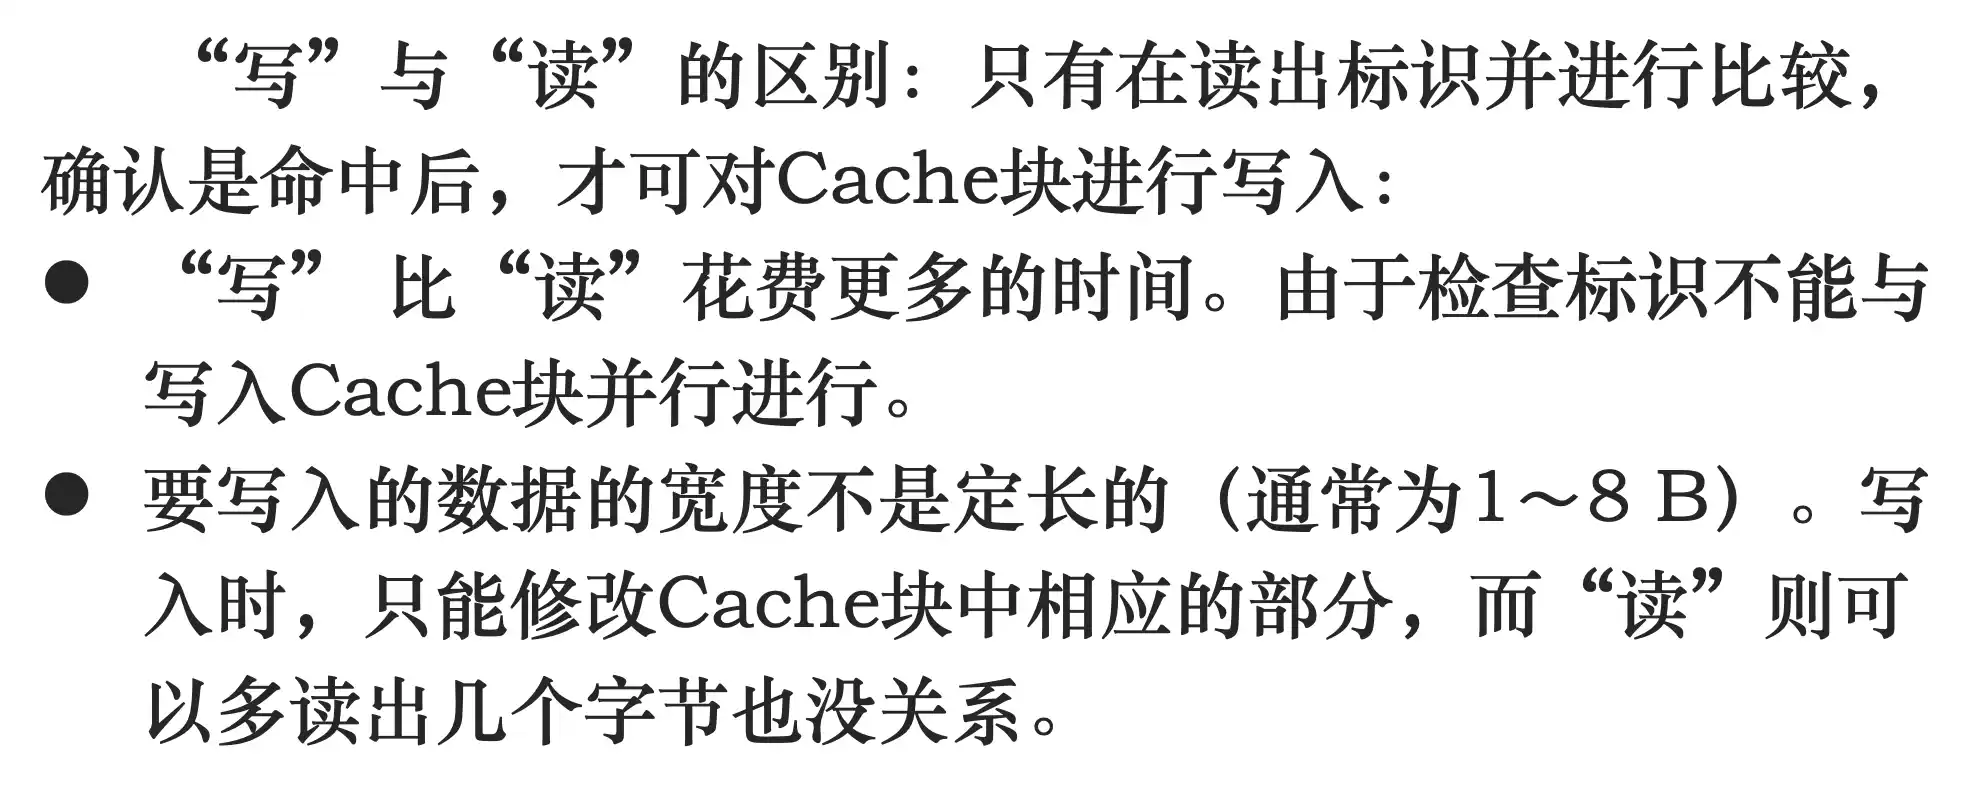 “写”与“读”的区别：只有在读出标识并进行比较，
确认是命中后，才可对Cache块进行写入：
● “写” 比“读”花费更多的时间。由于检查标识不能与
写入Cache块并行进行。
● 要写入的数据的宽度不是定长的（通常为1～8 B）。写
入时，只能修改Cache块中相应的部分，而“读”则可
以多读出几个字节也没关系。